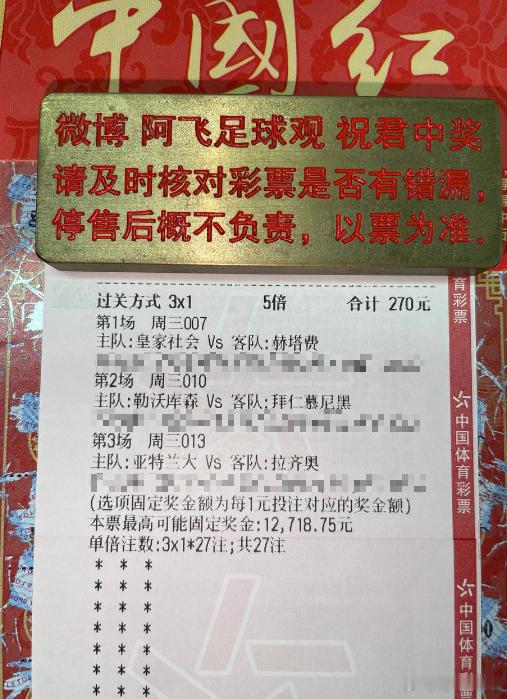 中国红
微博 阿飞足球观 祝君中奖
请及时核对彩票是否有错漏，
停售后概不负责，以票为准.
过关方式 3x1 5倍 合计 270元
第1场 周三007
主队:皇家社会 Vs 客队:赫塔费
第2场 周三010
主队:勒沃库森 Vs 客队:拜仁慕尼黑
第3场 周三013
主队:亚特兰大 Vs 客队:拉齐奥
(选项固定奖金额为每1元投注对应的奖金额)
本票最高可能固定奖金:12,718.75元
单倍注数:3x1*27注;共27注
* * *
* * *
* * *
* * *
* * *
* * *
* * *
育彩票
中国体育彩票
中国体育